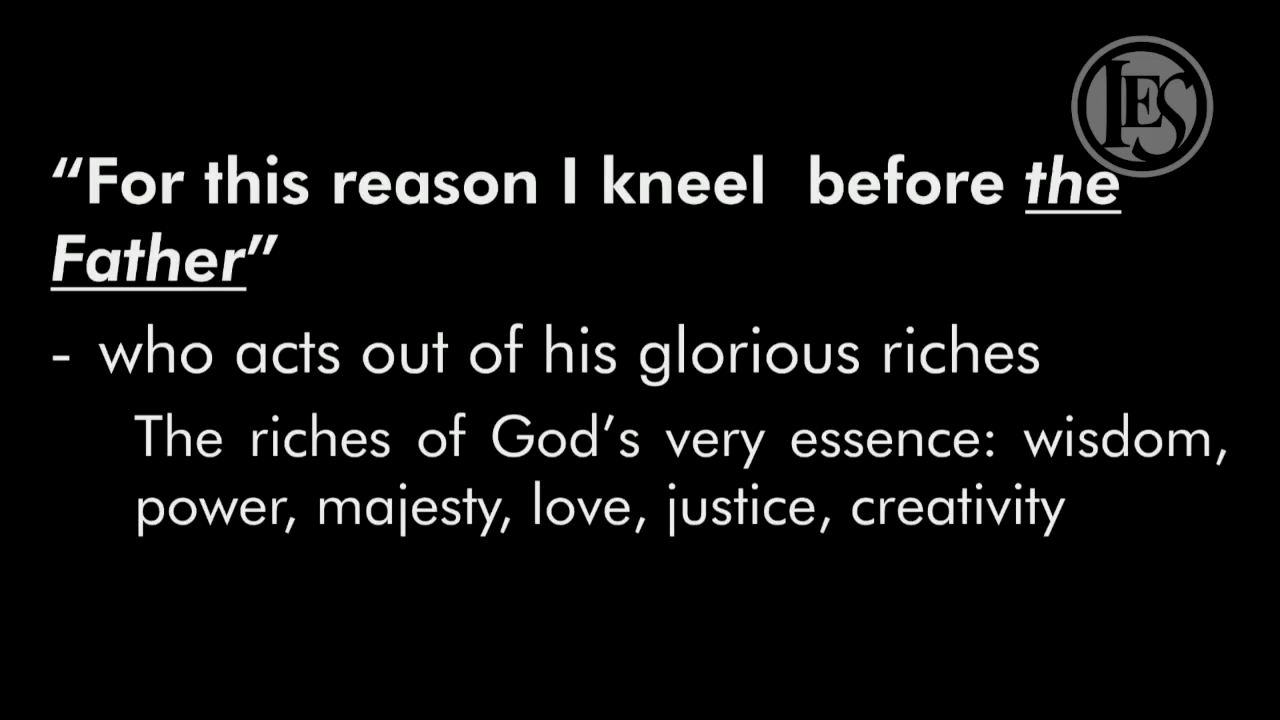 IES
“For this reason I kneel  before the
Father”
- who acts out of his glorious riches
The riches of God’s very essence: wisdom,
power, majesty, love, justice, creativity